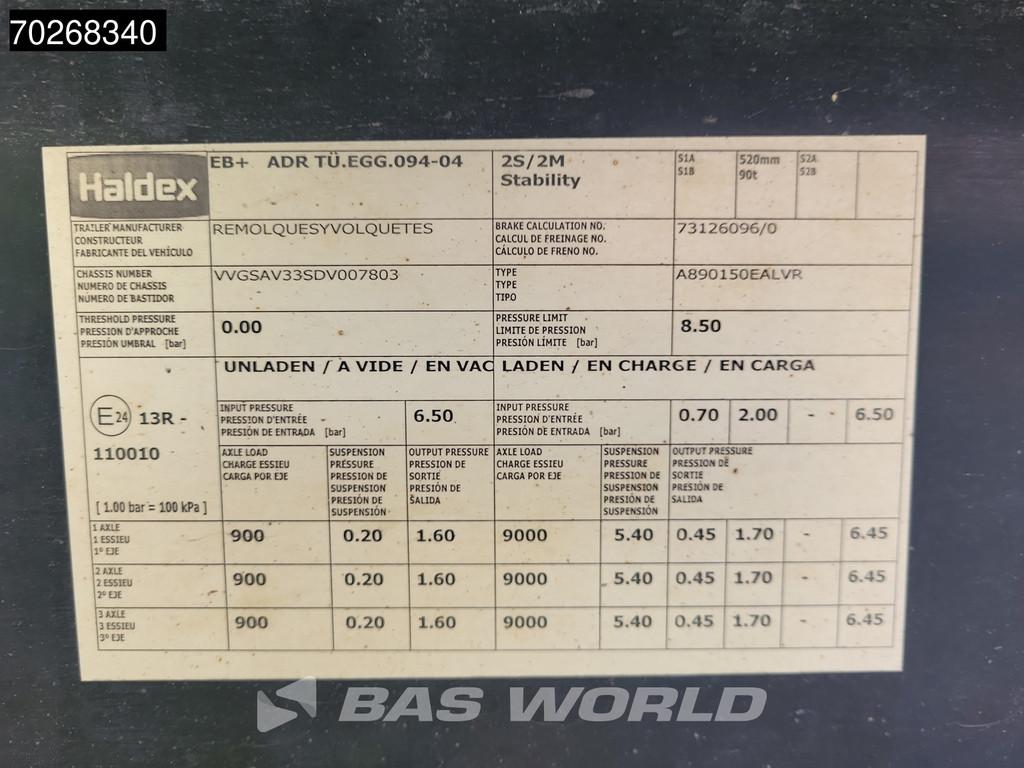 70268340
Haldex
EB+ ADR TÜ.EGG.094-04
2S/2M
Stability
S1A
S1B
520mm
90t
S2A
S2B
TRAILER MANUFACTURER
CONSTRUCTEUR
FABRICANTE DEL VEHÍCULO
REMOLQUESYVOLQUETES
BRAKE CALCULATION NO.
CALCUL DE FREINAGE NO.
CÁLCULO DE FRENO NO.
73126096/0
CHASSIS NUMBER
NUMERO DE CHASSIS
NÚMERO DE BASTIDOR
VVGSAV33SDV007803
TYPE
TYPE
TIPO
A890150EALVR
THRESHOLD PRESSURE
PRESSION D'APPROCHE
PRESIÓN UMBRAL [bar]
0.00
PRESSURE LIMIT
LIMITE DE PRESSION
PRESIÓN LÍMITE [bar]
8.50
UNLADEN / A VIDE / EN VAC
LADEN / EN CHARGE / EN CARGA
E24 13R -
110010
[ 1.00 bar = 100 kPa ]
INPUT PRESSURE
PRESSION D'ENTRÉE
PRESIÓN DE ENTRADA [bar]
6.50
INPUT PRESSURE
PRESSION D'ENTRÉE
PRESIÓN DE ENTRADA [bar]
0.70 2.00 - 6.50
AXLE LOAD
CHARGE ESSIEU
CARGA POR EJE
SUSPENSION
PRESSURE
PRESSION DE
SUSPENSION
PRESIÓN DE
SUSPENSIÓN
OUTPUT PRESSURE
PRESSION DE
SORTIE
PRESIÓN DE
SALIDA
AXLE LOAD
CHARGE ESSIEU
CARGA POR EJE
SUSPENSION
PRESSURE
PRESSION DE
SUSPENSION
PRESIÓN DE
SUSPENSIÓN
OUTPUT PRESSURE
PRESSION DE
SORTIE
PRESIÓN DE
SALIDA
1 AXLE
1 ESSIEU
1º EJE
900 0.20 1.60 9000 5.40 0.45 1.70 - 6.45
2 AXLE
2 ESSIEU
2º EJE
900 0.20 1.60 9000 5.40 0.45 1.70 - 6.45
3 AXLE
3 ESSIEU
3º EJE
900 0.20 1.60 9000 5.40 0.45 1.70 - 6.45
BAS WORLD